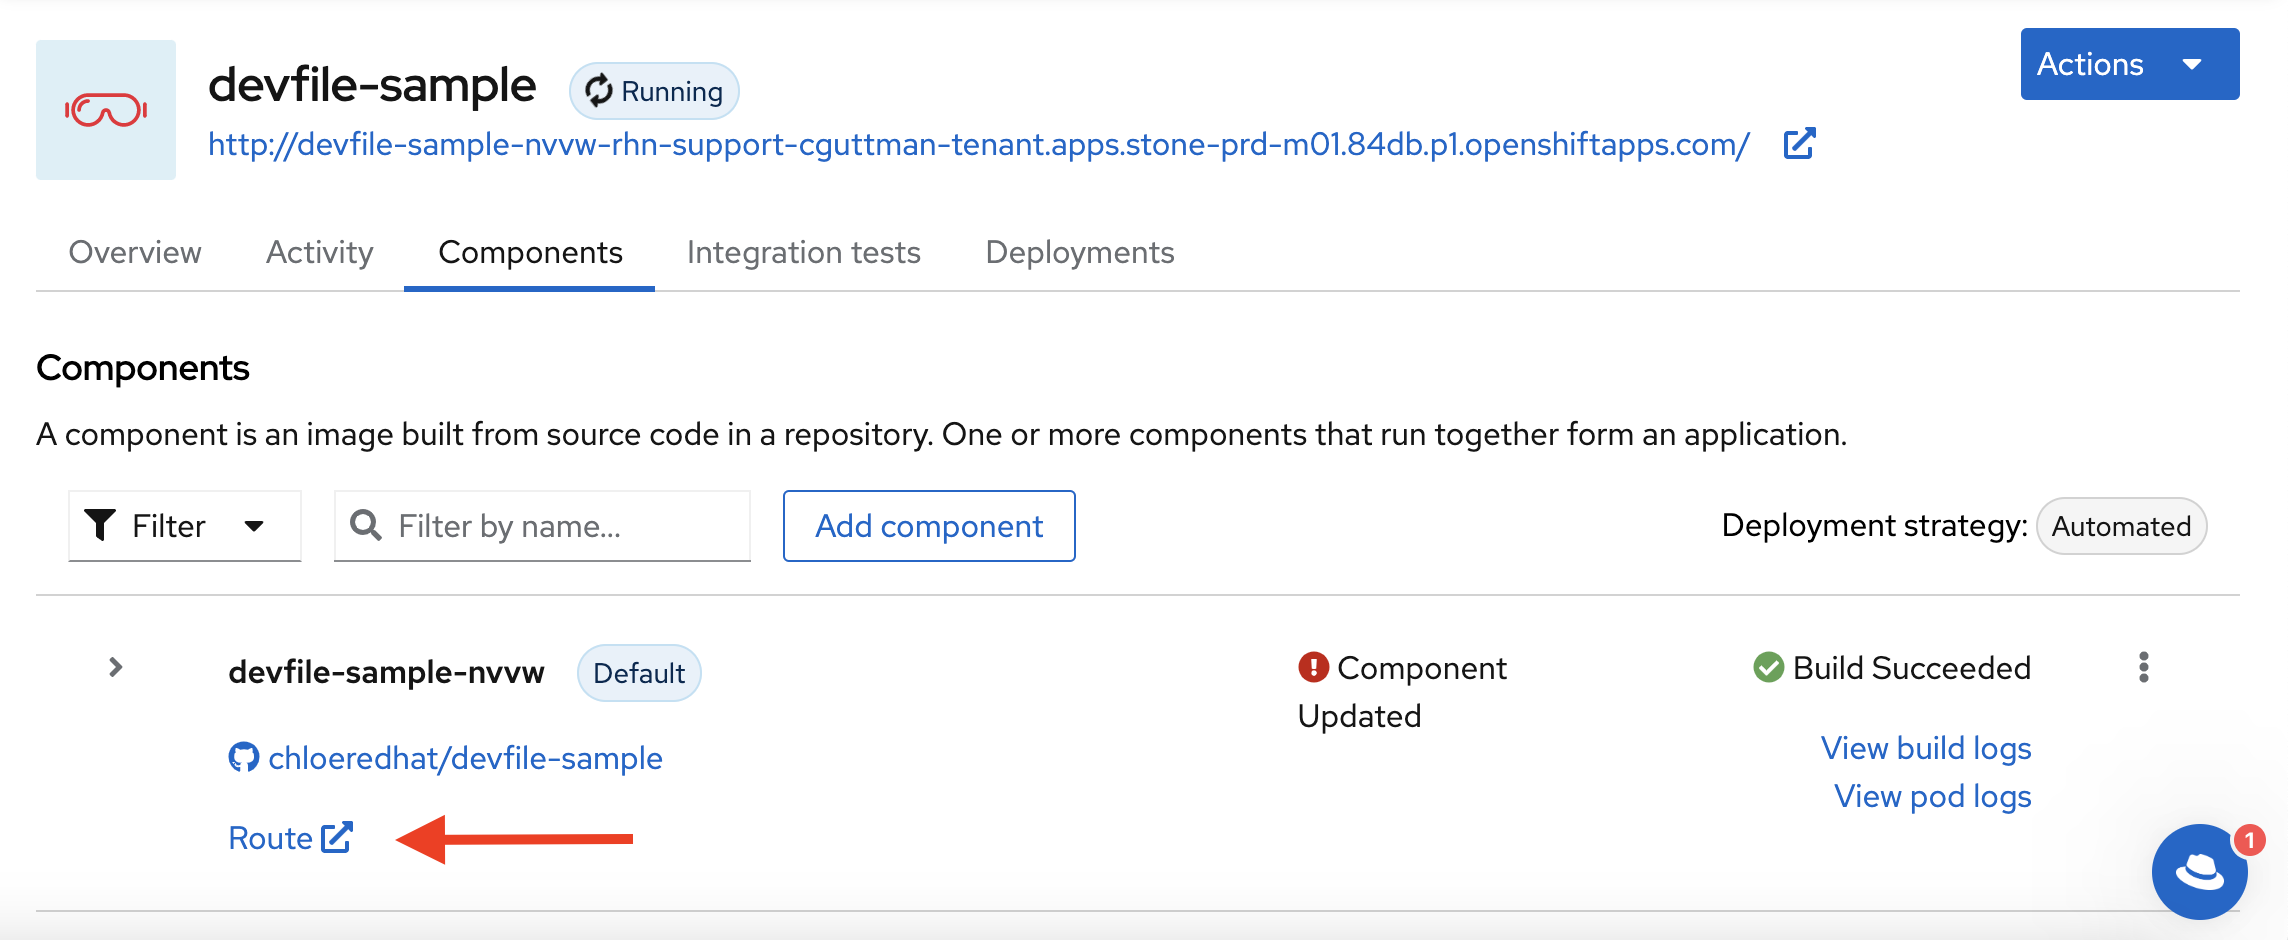 devfile-sample
Running
Actions
http://devfile-sample-nvvw-rhn-support-cguttman-tenant.apps.stone-prd-m01.84db.p1.openshiftapps.com/
Overview
Activity
Components
Integration tests
Deployments
Components
A component is an image built from source code in a repository. One or more components that run together form an application.
Filter
Filter by name...
Add component
Deployment strategy:
Automated
devfile-sample-nvvw
Default
Component
Updated
Build Succeeded
chloeredhat/devfile-sample
View build logs
View pod logs
Route
1